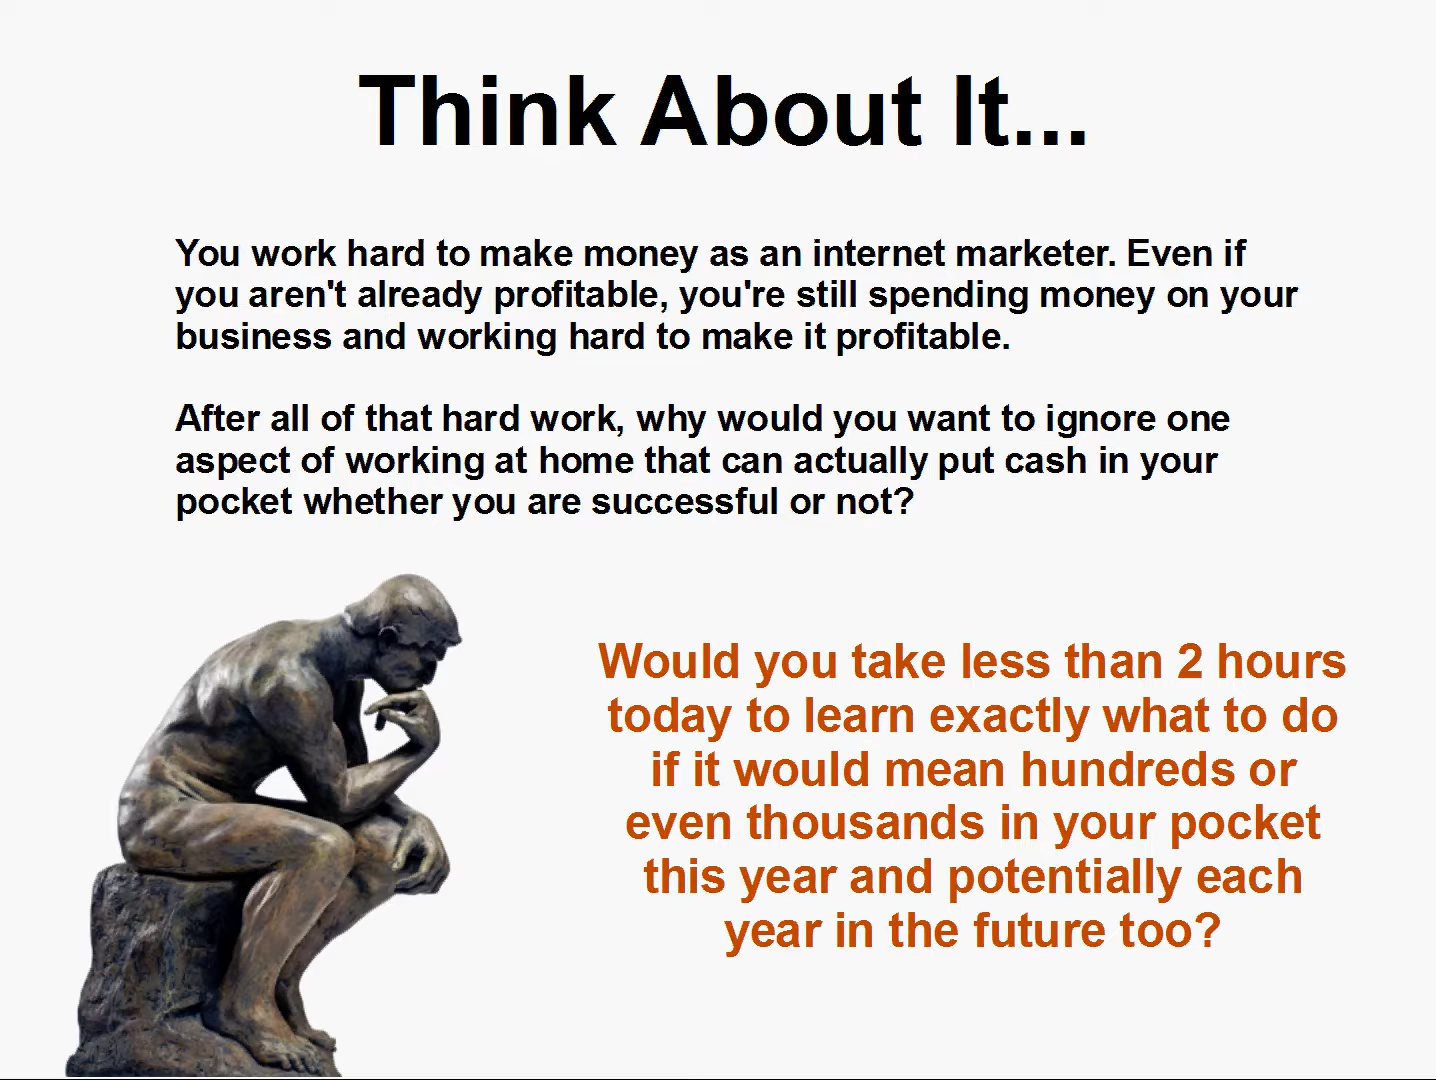 Think About It...
You work hard to make money as an internet marketer. Even if
you aren't already profitable, you're still spending money on your
business and working hard to make it profitable.
After all of that hard work, why would you want to ignore one
aspect of working at home that can actually put cash in your
pocket whether you are successful or not?
Would you take less than 2 hours
today to learn exactly what to do
if it would mean hundreds or
even thousands in your pocket
this year and potentially each
year in the future too?